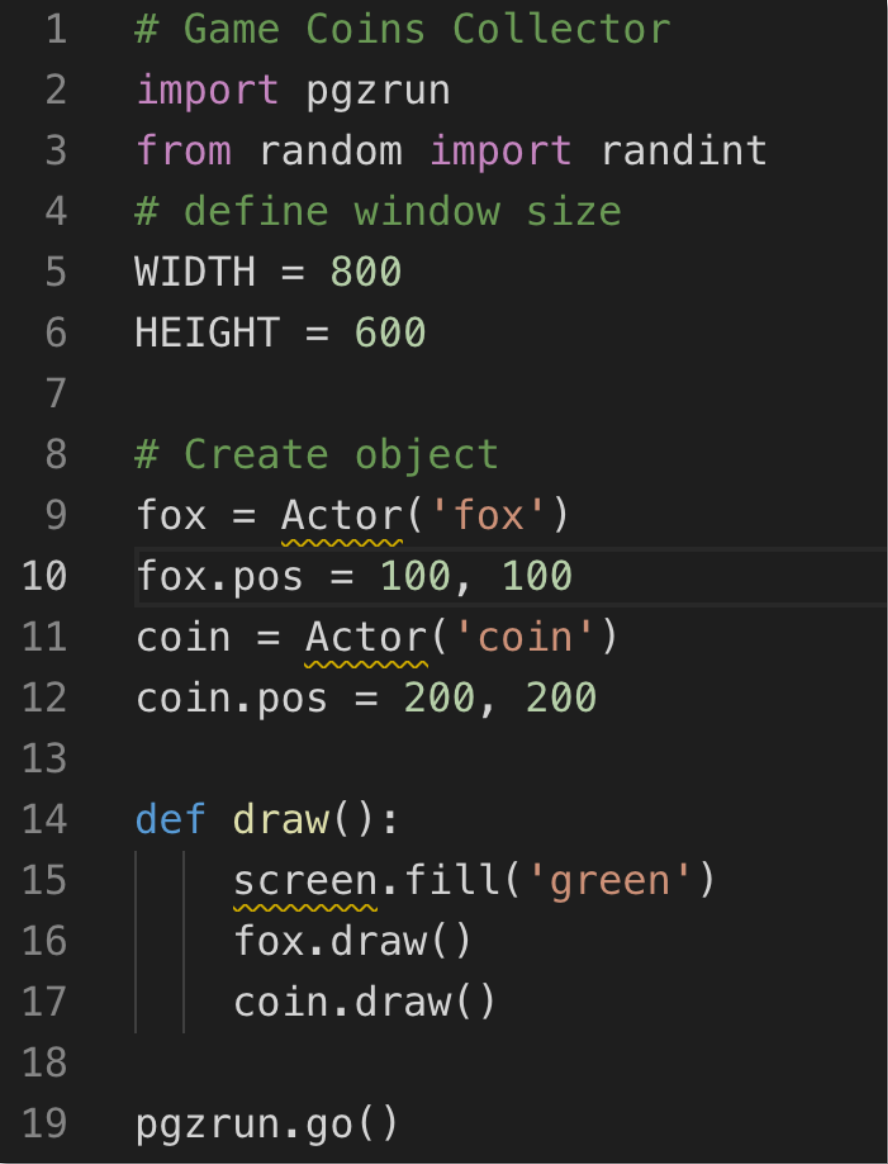 1 # Game Coins Collector
2 import pgzrun
3 from random import randint
4 # define window size
5 WIDTH = 800
6 HEIGHT = 600
7
8 # Create object
9 fox = Actor('fox')
10 fox.pos = 100, 100
11 coin = Actor('coin')
12 coin.pos = 200, 200
13
14 def draw():
15     screen.fill('green')
16     fox.draw()
17     coin.draw()
18
19 pgzrun.go()